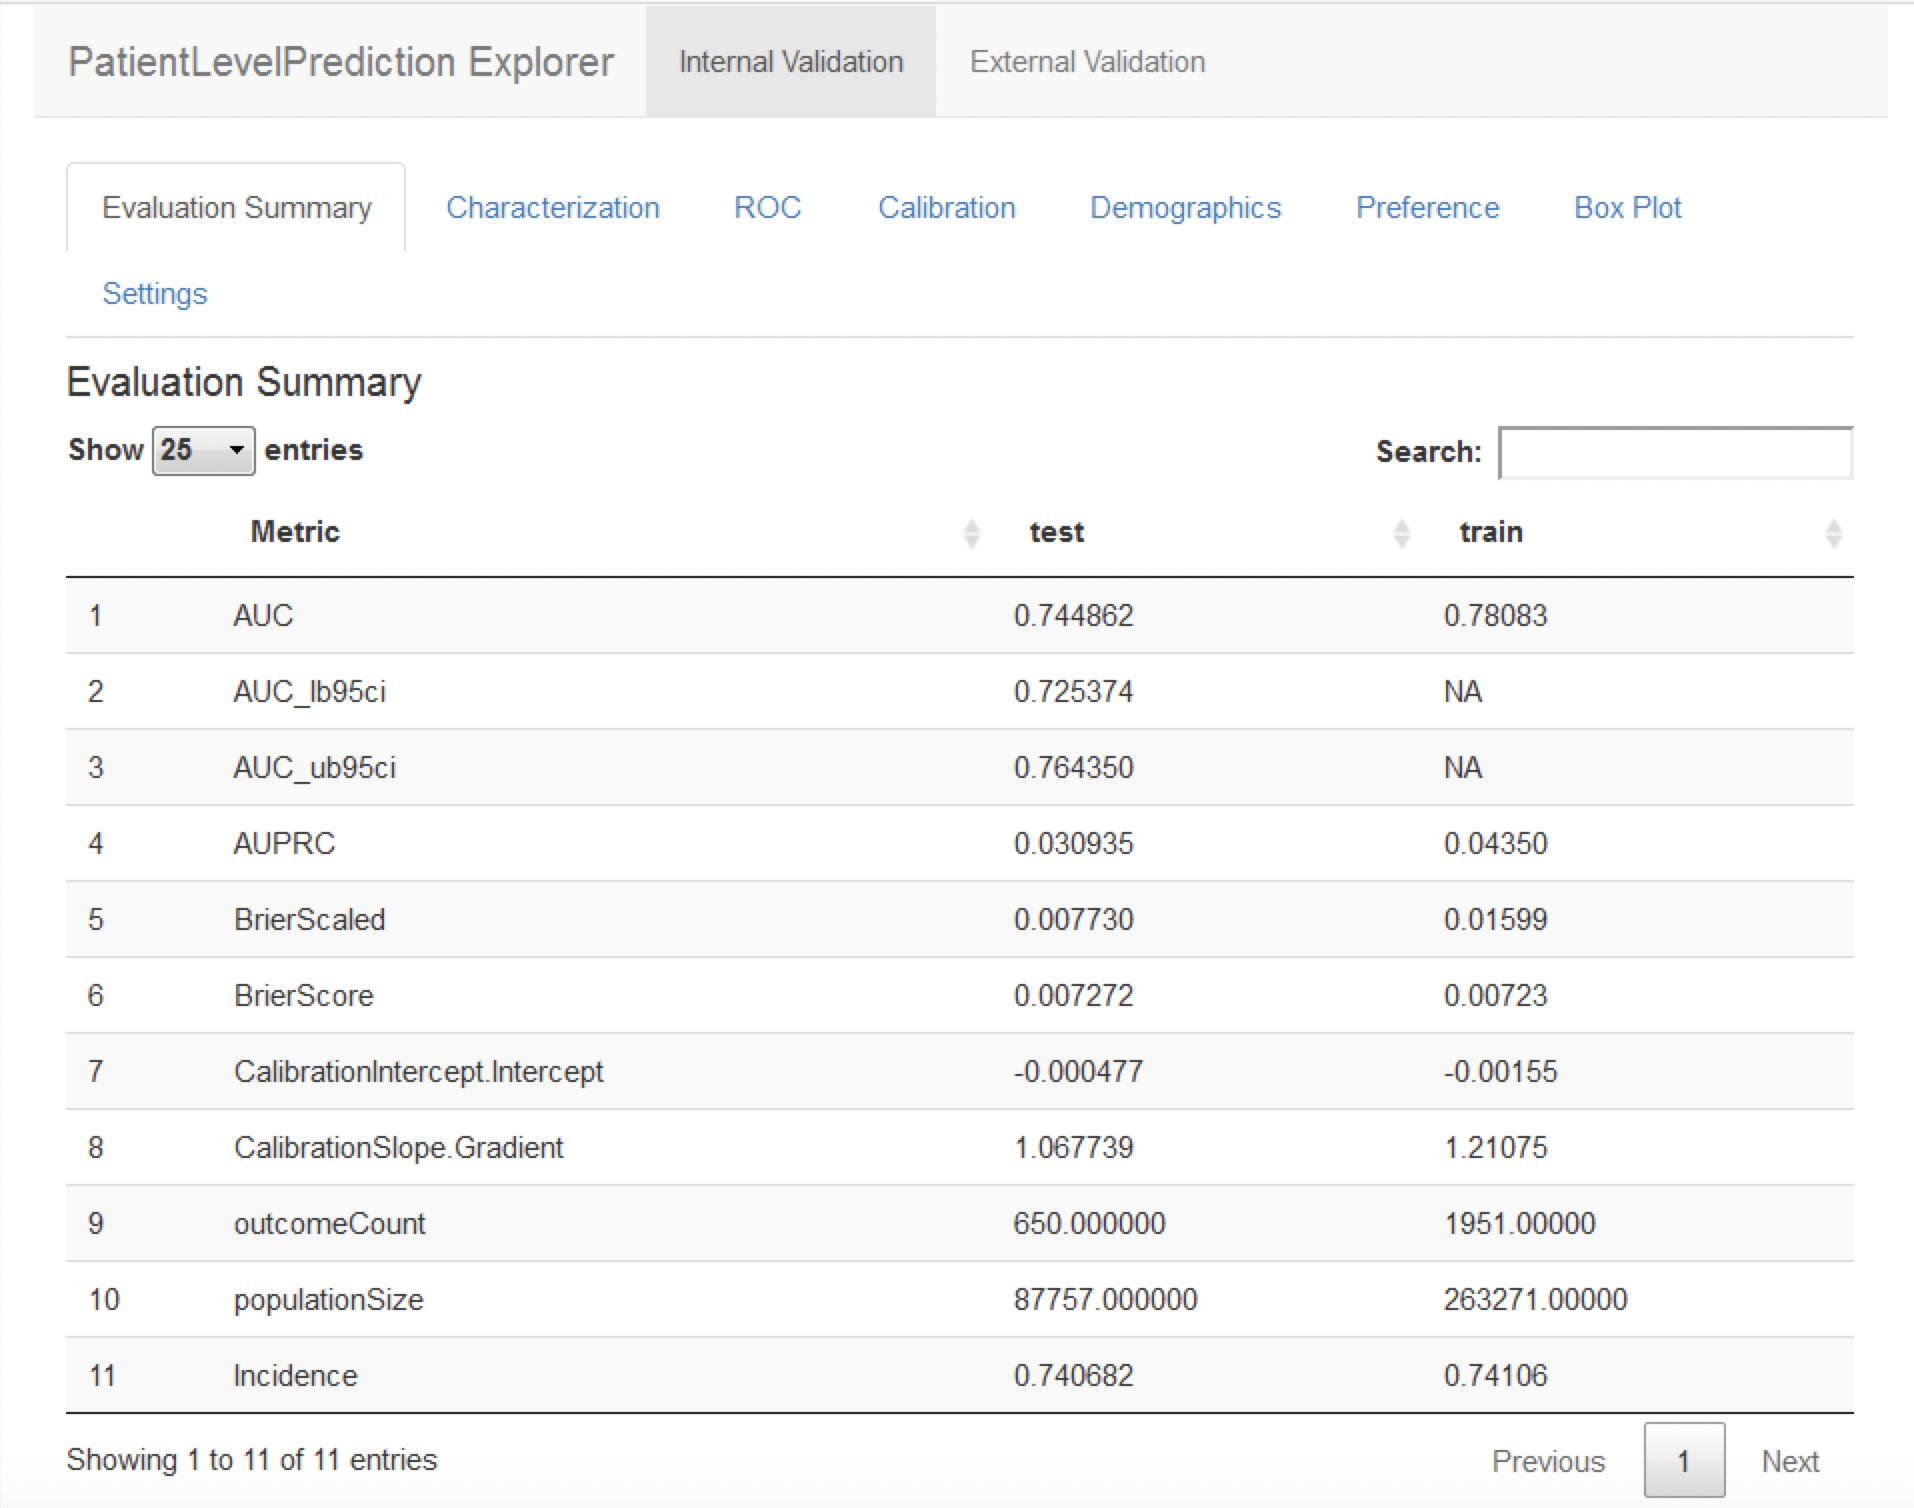 PatientLevelPrediction Explorer Internal Validation External Validation
Evaluation Summary Characterization ROC Calibration Demographics Preference Box Plot
Settings
Evaluation Summary
Show 25 entries Search:
Metric test train
1 AUC 0.744862 0.78083
2 AUC_lb95ci 0.725374 NA
3 AUC_ub95ci 0.764350 NA
4 AUPRC 0.030935 0.04350
5 BrierScaled 0.007730 0.01599
6 BrierScore 0.007272 0.00723
7 CalibrationIntercept.Intercept -0.000477 -0.00155
8 CalibrationSlope.Gradient 1.067739 1.21075
9 outcomeCount 650.000000 1951.00000
10 populationSize 87757.000000 263271.00000
11 Incidence 0.740682 0.74106
Showing 1 to 11 of 11 entries Previous 1 Next